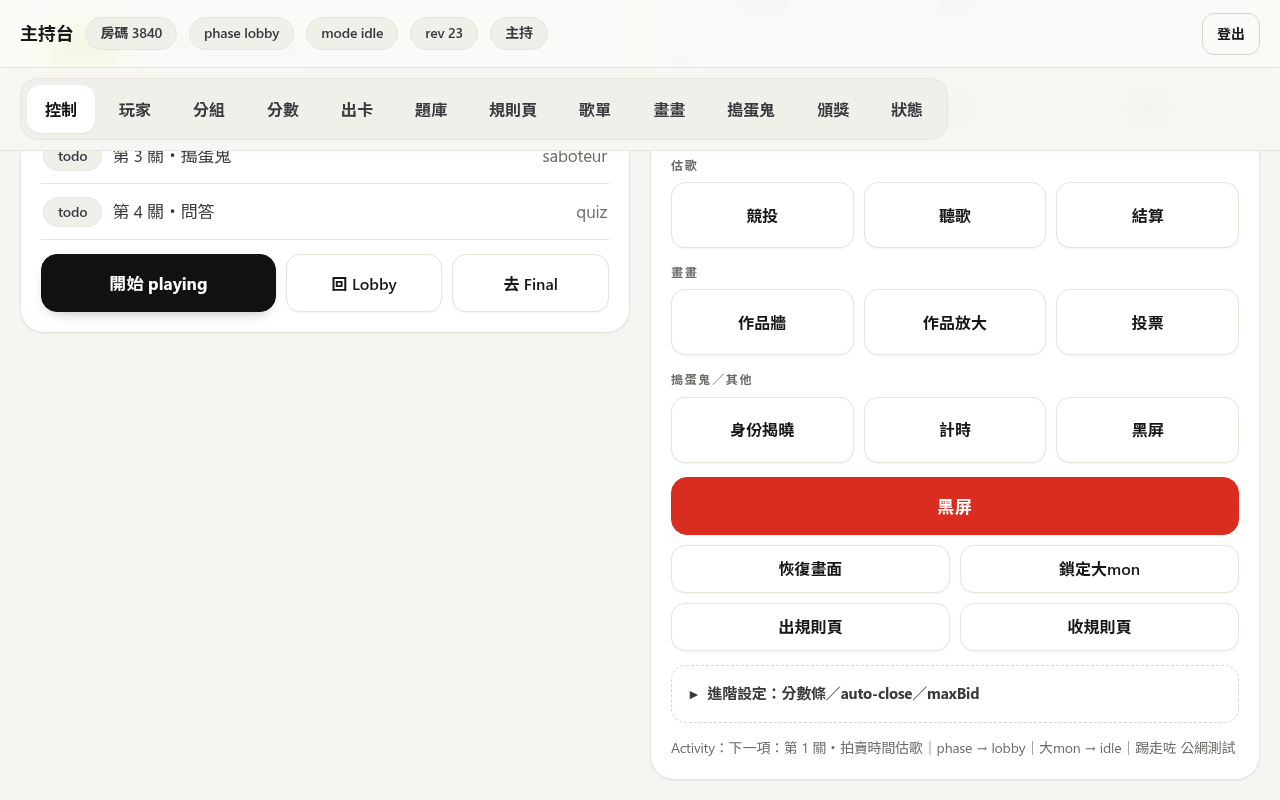 主持台 房碼 3840 phase lobby mode idle rev 23 主持 登出
控制 玩家 分組 分數 出卡 題庫 規則頁 歌單 畫畫 搗蛋鬼 頒獎 狀態
todo 第 3 關・搗蛋鬼 saboteur
todo 第 4 關・問答 quiz
開始 playing 回 Lobby 去 Final
估歌
競投 聽歌 結算
畫畫
作品牆 作品放大 投票
搗蛋鬼／其他
身份揭曉 計時 黑屏
黑屏
恢復畫面 鎖定大mon
出規則頁 收規則頁
► 進階設定：分數條／auto-close／maxBid
Activity：下一項：第 1 關・拍賣時間估歌｜phase → lobby｜大mon → idle｜踢走咗 公網測試